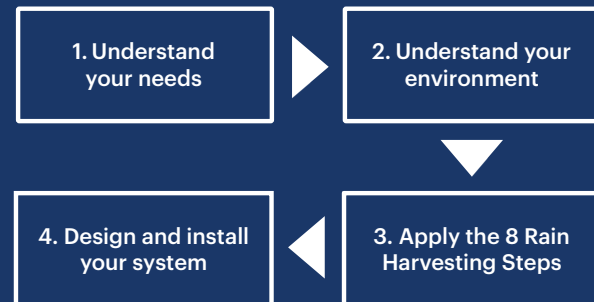 1. Understand
your needs
2. Understand your
environment
3. Apply the 8 Rain
Harvesting Steps
4. Design and install
your system